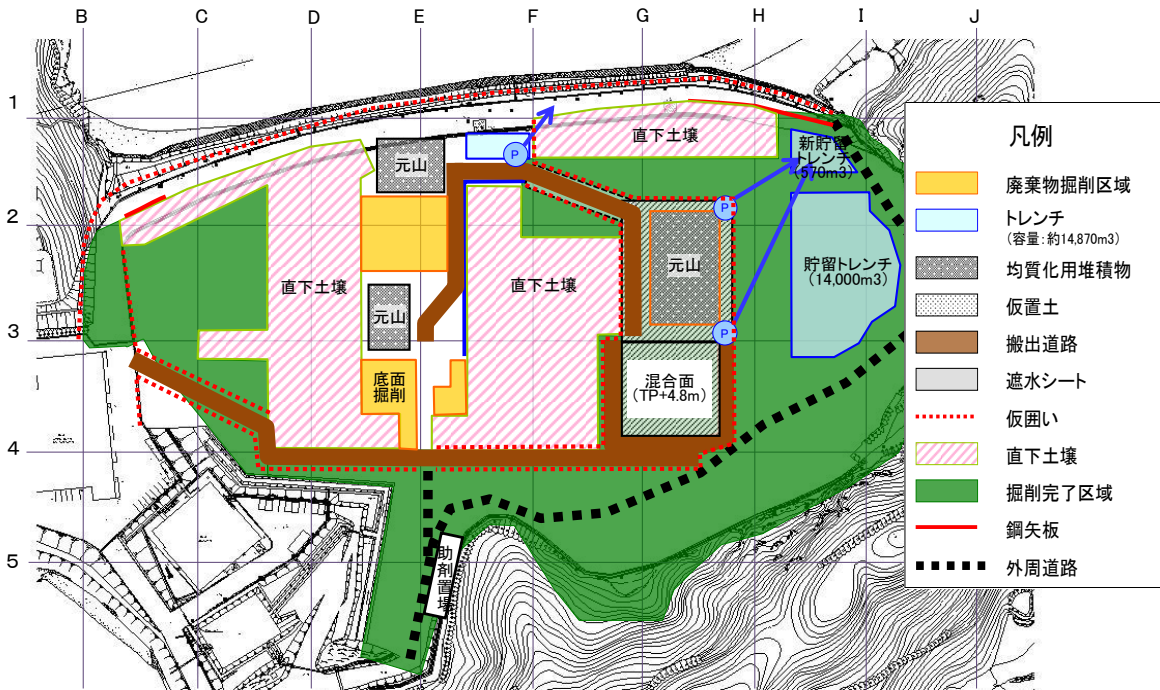 B C D E F G H I J
1
2
3
4
5
直下土壌
新貯留
トレンチ
(570m3)
P
元山
P
元山
直下土壌
直下土壌
貯留トレンチ
(14,000m3)
元山
P
底面
掘削
混合面
(TP+4.8m)
助剤置場
凡例
廃棄物掘削区域
トレンチ
(容量:約14,870m3)
均質化用堆積物
仮置土
搬出道路
遮水シート
仮囲い
直下土壌
掘削完了区域
鋼矢板
外周道路